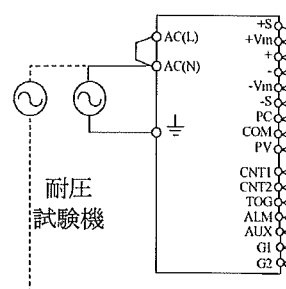 AC(L)
AC(N)
耐圧
試験機
+S
+Vm
+
-
-Vm
-S
PC
COM
PV
CNT1
CNT2
TOG
ALM
AUX
G1
G2